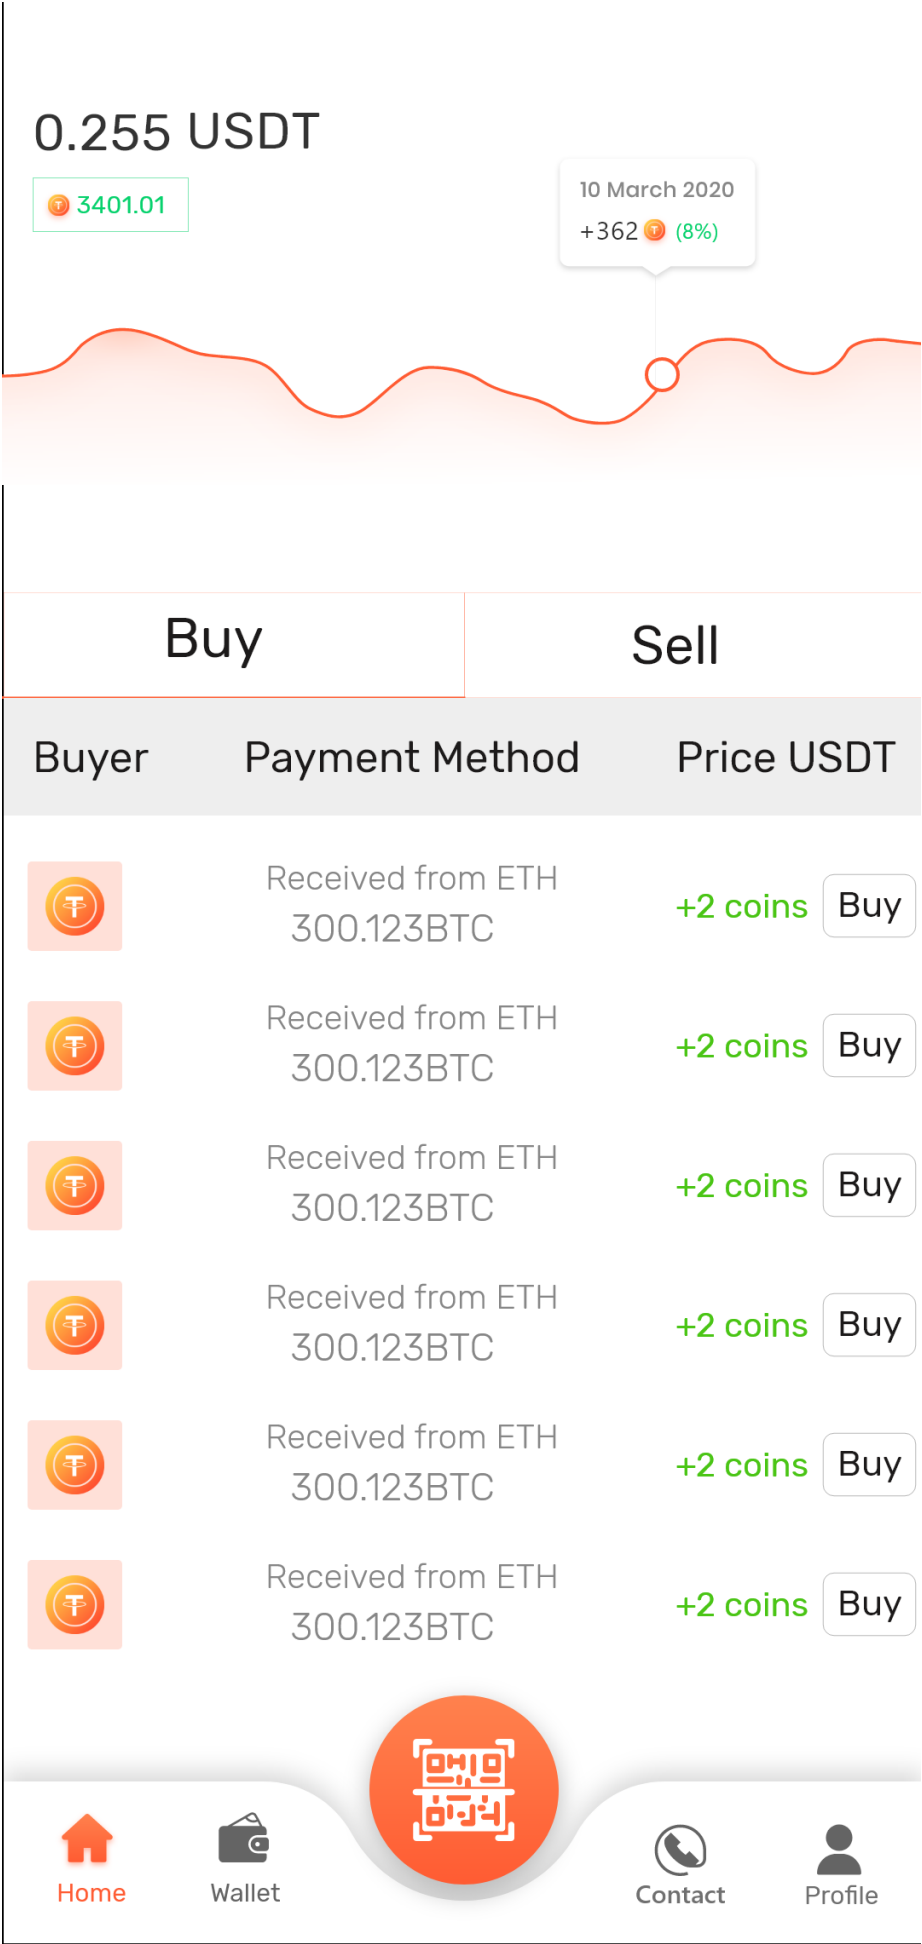 0.255 USDT
3401.01
10 March 2020
+362 (8%)
Buy Sell
Buyer Payment Method Price USDT
Received from ETH
300.123BTC
+2 coins Buy
Received from ETH
300.123BTC
+2 coins Buy
Received from ETH
300.123BTC
+2 coins Buy
Received from ETH
300.123BTC
+2 coins Buy
Received from ETH
300.123BTC
+2 coins Buy
Received from ETH
300.123BTC
+2 coins Buy
Home Wallet Contact Profile